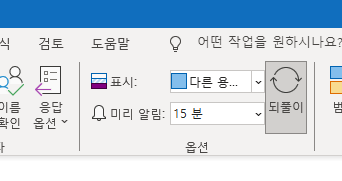 식 검토 도움말 어떤 작업을 원하시나요?
표시: 다른 용...
이름 확인
응답 옵션
미리 알림: 15 분
되풀이
옵션